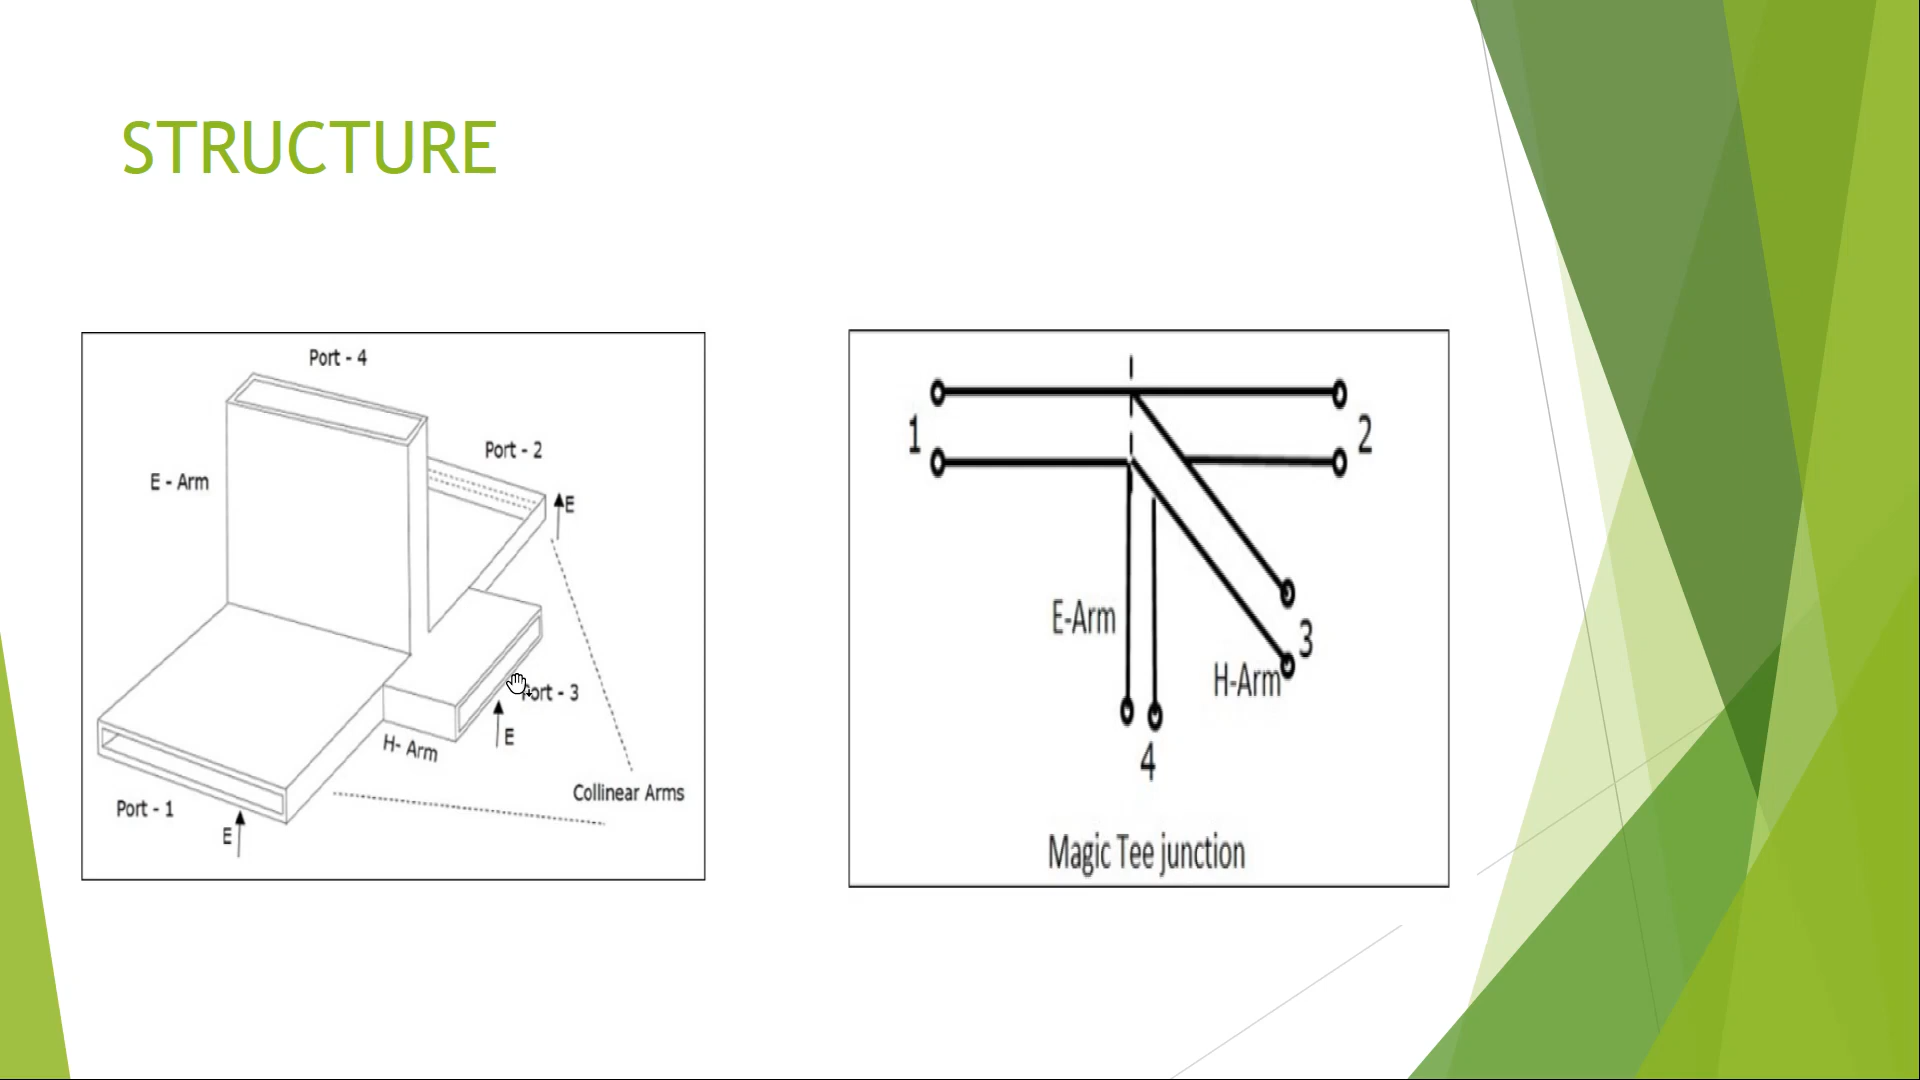 STRUCTURE
Port - 4
Port - 2
E - Arm
E
Port - 3
E
H- Arm
Collinear Arms
Port - 1
E
1
2
E-Arm
3
H-Arm
4
Magic Tee junction